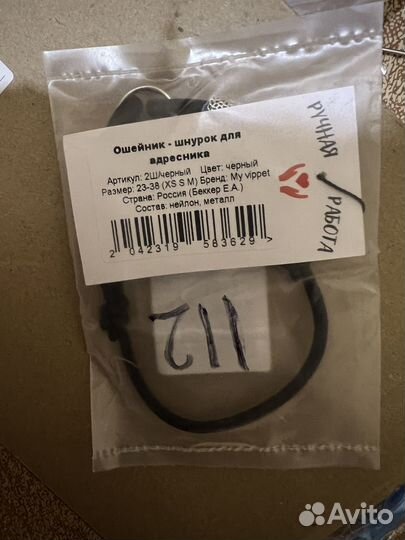 Ошейник - шнурок для
адресника
Артикул: 2Ш/черный Цвет: черный
Размер: 23-38 (XS S M) Бренд: My vippet
Страна: Россия (Беккер Е.А.)
Состав: нейлон, металл
2 042319 583629 >
РУЧНАЯ
РАБОТА
112
Avito